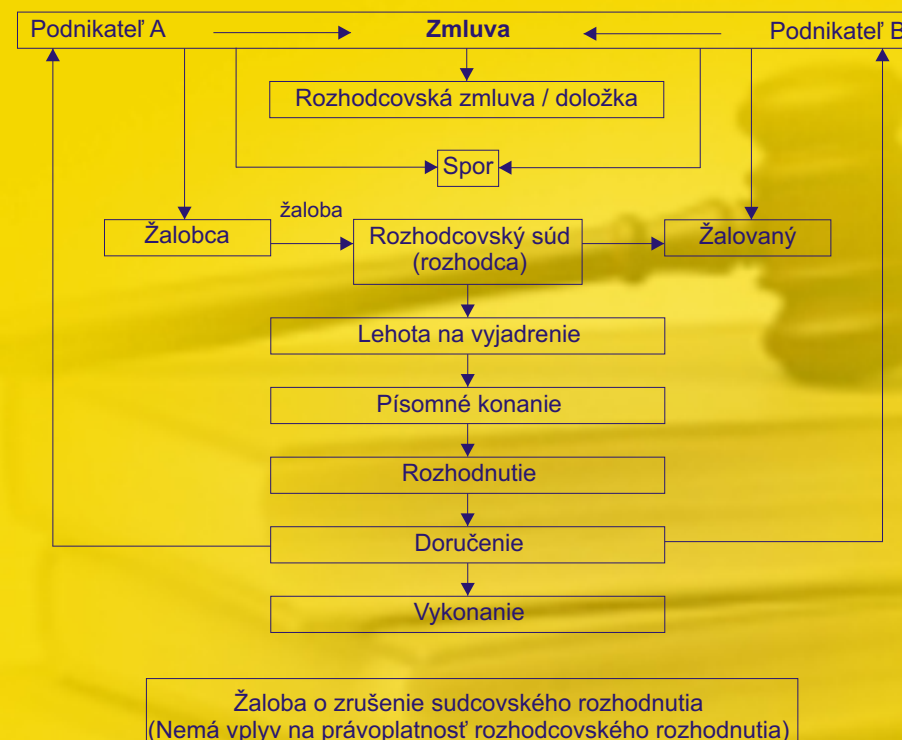 Podnikateľ A
Zmluva
Podnikateľ B
Rozhodcovská zmluva / doložka
Spor
žaloba
Žalobca
Rozhodcovský súd
(rozhodca)
Žalovaný
Lehota na vyjadrenie
Písomné konanie
Rozhodnutie
Doručenie
Vykonanie
Žaloba o zrušenie sudcovského rozhodnutia
(Nemá vplyv na právoplatnosť rozhodcovského rozhodnutia)